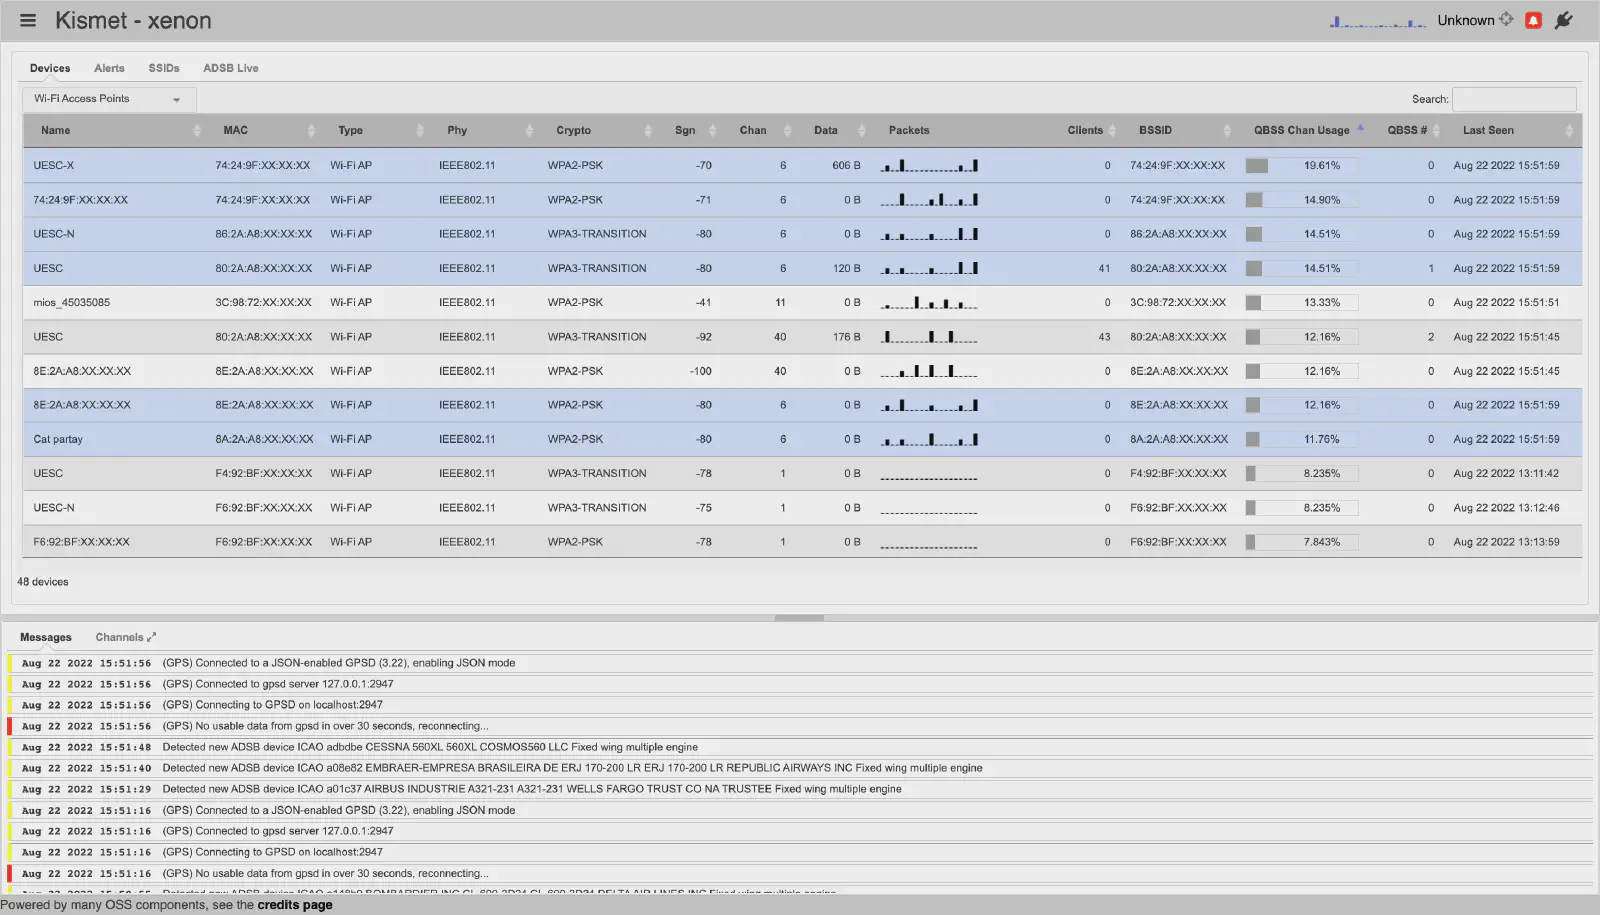 Kismet - xenon
Unknown
Devices Alerts SSIDs ADSB Live
Wi-Fi Access Points
Search:
Name MAC Type Phy Crypto Sgn Chan Data Packets Clients BSSID QBSS Chan Usage QBSS # Last Seen
UESC-X 74:24:9F:XX:XX:XX Wi-Fi AP IEEE802.11 WPA2-PSK -70 6 606 B 0 74:24:9F:XX:XX:XX 19.61% 0 Aug 22 2022 15:51:59
74:24:9F:XX:XX:XX 74:24:9F:XX:XX:XX Wi-Fi AP IEEE802.11 WPA2-PSK -71 6 0 B 0 74:24:9F:XX:XX:XX 14.90% 0 Aug 22 2022 15:51:59
UESC-N 86:2A:A8:XX:XX:XX Wi-Fi AP IEEE802.11 WPA3-TRANSITION -80 6 0 B 0 86:2A:A8:XX:XX:XX 14.51% 0 Aug 22 2022 15:51:59
UESC 80:2A:A8:XX:XX:XX Wi-Fi AP IEEE802.11 WPA3-TRANSITION -80 6 120 B 41 80:2A:A8:XX:XX:XX 14.51% 1 Aug 22 2022 15:51:59
mios_45035085 3C:98:72:XX:XX:XX Wi-Fi AP IEEE802.11 WPA2-PSK -41 11 0 B 0 3C:98:72:XX:XX:XX 13.33% 0 Aug 22 2022 15:51:51
UESC 80:2A:A8:XX:XX:XX Wi-Fi AP IEEE802.11 WPA3-TRANSITION -92 40 176 B 43 80:2A:A8:XX:XX:XX 12.16% 2 Aug 22 2022 15:51:45
8E:2A:A8:XX:XX:XX 8E:2A:A8:XX:XX:XX Wi-Fi AP IEEE802.11 WPA2-PSK -100 40 0 B 0 8E:2A:A8:XX:XX:XX 12.16% 0 Aug 22 2022 15:51:45
8E:2A:A8:XX:XX:XX 8E:2A:A8:XX:XX:XX Wi-Fi AP IEEE802.11 WPA2-PSK -80 6 0 B 0 8E:2A:A8:XX:XX:XX 12.16% 0 Aug 22 2022 15:51:59
Cat partay 8A:2A:A8:XX:XX:XX Wi-Fi AP IEEE802.11 WPA2-PSK -80 6 0 B 0 8A:2A:A8:XX:XX:XX 11.76% 0 Aug 22 2022 15:51:59
UESC F4:92:BF:XX:XX:XX Wi-Fi AP IEEE802.11 WPA3-TRANSITION -78 1 0 B 0 F4:92:BF:XX:XX:XX 8.235% 0 Aug 22 2022 13:11:42
UESC-N F6:92:BF:XX:XX:XX Wi-Fi AP IEEE802.11 WPA3-TRANSITION -75 1 0 B 0 F6:92:BF:XX:XX:XX 8.235% 0 Aug 22 2022 13:12:46
F6:92:BF:XX:XX:XX F6:92:BF:XX:XX:XX Wi-Fi AP IEEE802.11 WPA2-PSK -78 1 0 B 0 F6:92:BF:XX:XX:XX 7.843% 0 Aug 22 2022 13:13:59
48 devices
Messages Channels
Aug 22 2022 15:51:56 (GPS) Connected to a JSON-enabled GPSD (3.22), enabling JSON mode
Aug 22 2022 15:51:56 (GPS) Connected to gpsd server 127.0.0.1:2947
Aug 22 2022 15:51:56 (GPS) Connecting to GPSD on localhost:2947
Aug 22 2022 15:51:56 (GPS) No usable data from gpsd in over 30 seconds, reconnecting...
Aug 22 2022 15:51:48 Detected new ADSB device ICAO adbdbe CESSNA 560XL 560XL COSMOS560 LLC Fixed wing multiple engine
Aug 22 2022 15:51:40 Detected new ADSB device ICAO a08e82 EMBRAER-EMPRESA BRASILEIRA DE ERJ 170-200 LR ERJ 170-200 LR REPUBLIC AIRWAYS INC Fixed wing multiple engine
Aug 22 2022 15:51:29 Detected new ADSB device ICAO a01c37 AIRBUS INDUSTRIE A321-231 A321-231 WELLS FARGO TRUST CO NA TRUSTEE Fixed wing multiple engine
Aug 22 2022 15:51:16 (GPS) Connected to a JSON-enabled GPSD (3.22), enabling JSON mode
Aug 22 2022 15:51:16 (GPS) Connected to gpsd server 127.0.0.1:2947
Aug 22 2022 15:51:16 (GPS) Connecting to GPSD on localhost:2947
Aug 22 2022 15:51:16 (GPS) No usable data from gpsd in over 30 seconds, reconnecting...
Powered by many OSS components, see the credits page